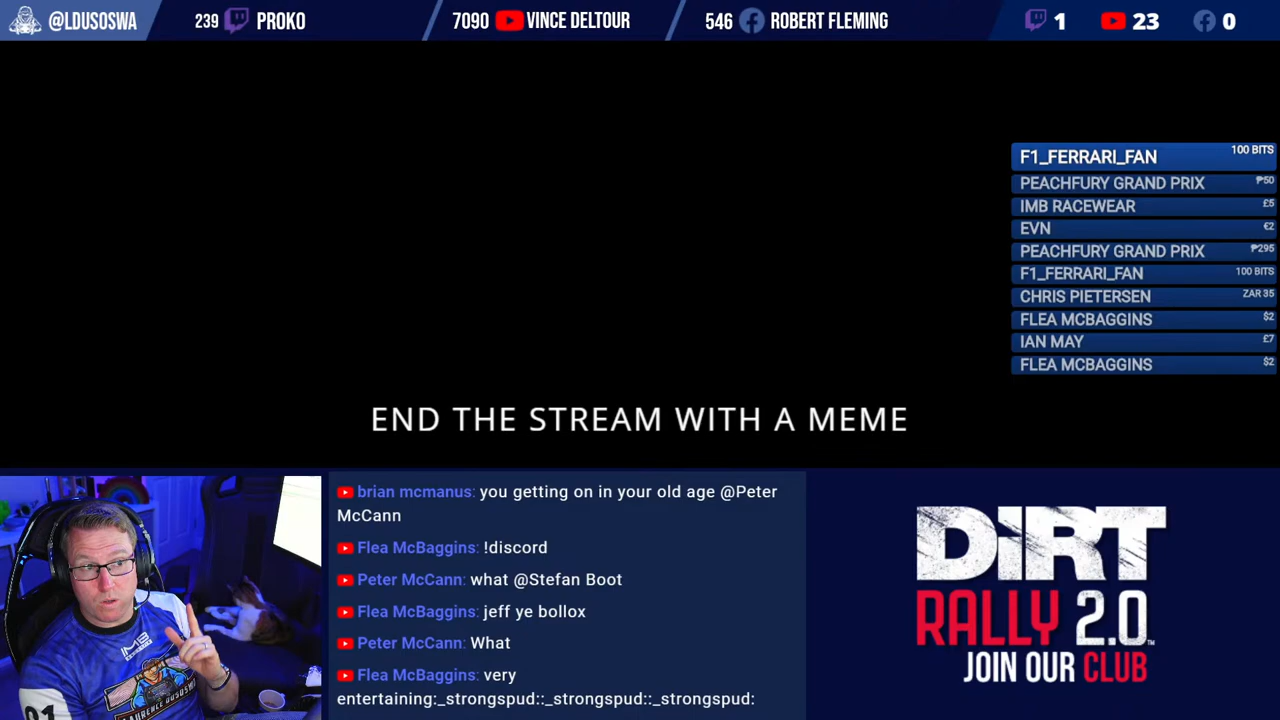 @LDUSOSWA
239 PROKO
7090 VINCE DELTOUR
546 ROBERT FLEMING
1
23
0
F1_FERRARI_FAN 100 BITS
PEACHFURY GRAND PRIX ₱50
IMB RACEWEAR £5
EVN €2
PEACHFURY GRAND PRIX ₱295
F1_FERRARI_FAN 100 BITS
CHRIS PIETERSEN ZAR 35
FLEA MCBAGGINS $2
IAN MAY £7
FLEA MCBAGGINS $2
END THE STREAM WITH A MEME
brian mcmanus: you getting on in your old age @Peter
McCann
Flea McBaggins: !discord
Peter McCann: what @Stefan Boot
Flea McBaggins: jeff ye bollox
Peter McCann: What
Flea McBaggins: very
entertaining:_strongspud::_strongspud::_strongspud:
DiRT
RALLY 2.0
JOIN OUR CLUB
IMB
LAURENCE DUSOSWA
01